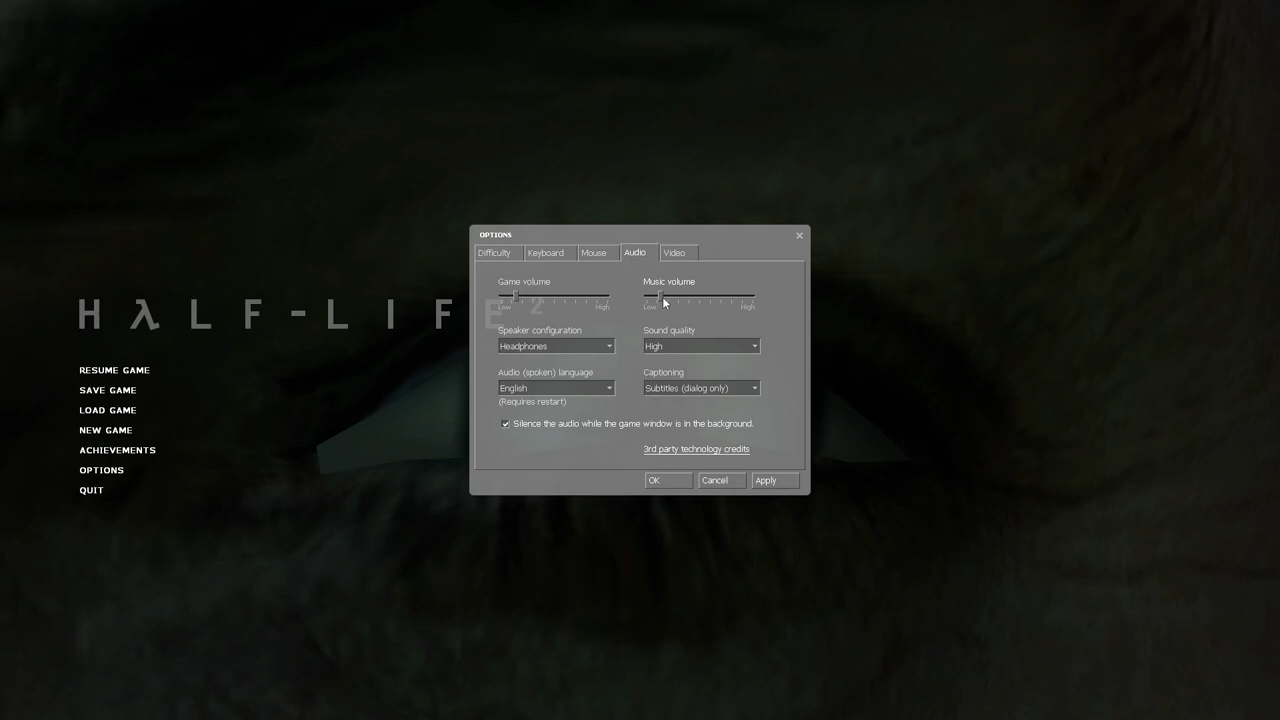 HλLF-LIFE 2
RESUME GAME
SAVE GAME
LOAD GAME
NEW GAME
ACHIEVEMENTS
OPTIONS
QUIT
OPTIONS
Difficulty Keyboard Mouse Audio Video
Game volume Music volume
Low High Low High
Speaker configuration Sound quality
Headphones High
Audio (spoken) language Captioning
English Subtitles (dialog only)
(Requires restart)
Silence the audio while the game window is in the background.
3rd party technology credits
OK Cancel Apply